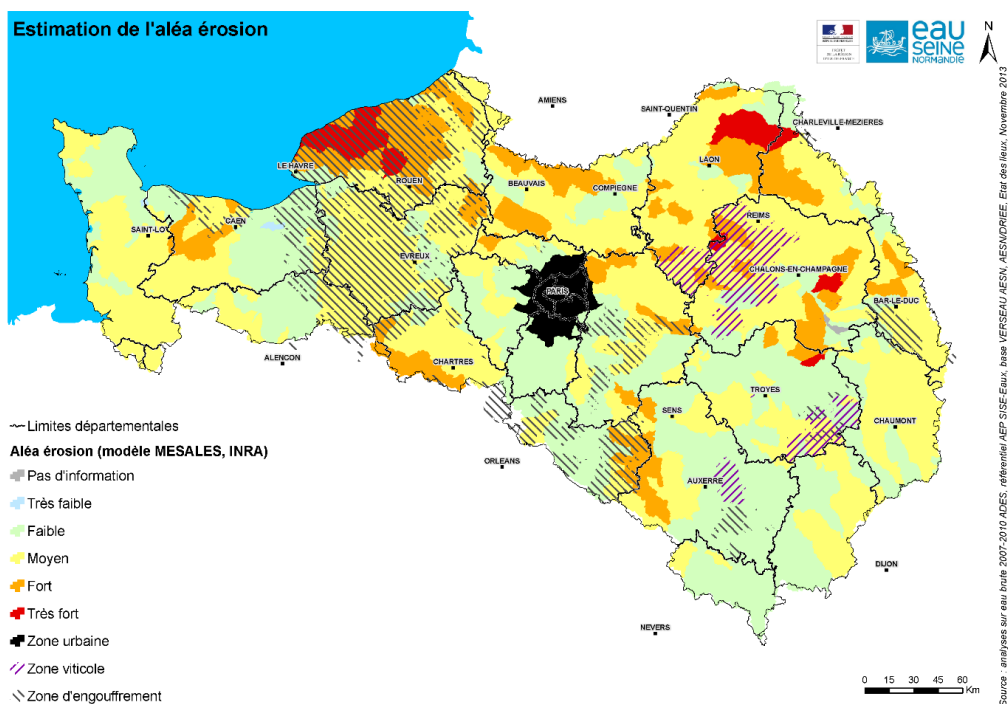 Estimation de l'aléa érosion
eau
SEINE
NORMANDIE
N
AMIENS
SAINT-QUENTIN
CHARLEVILLE-MEZIERES
LE HAVRE
ROUEN
BEAUVAIS
COMPIEGNE
LAON
SAINT-LO
CAEN
EVREUX
REIMS
PARIS
CHALONS-EN-CHAMPAGNE
BAR-LE-DUC
ALENCON
CHARTRES
TROYES
SENS
CHAUMONT
ORLEANS
AUXERRE
DIJON
NEVERS
Limites départementales
Aléa érosion (modèle MESALES, INRA)
Pas d'information
Très faible
Faible
Moyen
Fort
Très fort
Zone urbaine
Zone viticole
Zone d'engouffrement
0 15 30 45 60
Km
Source : analyses sur eau brute 2007-2010 ADES, référentiel AEP SISE-Eaux, base VERSEAU AESN, AESN/DRIEE, Etat des lieux, Novembre 2013